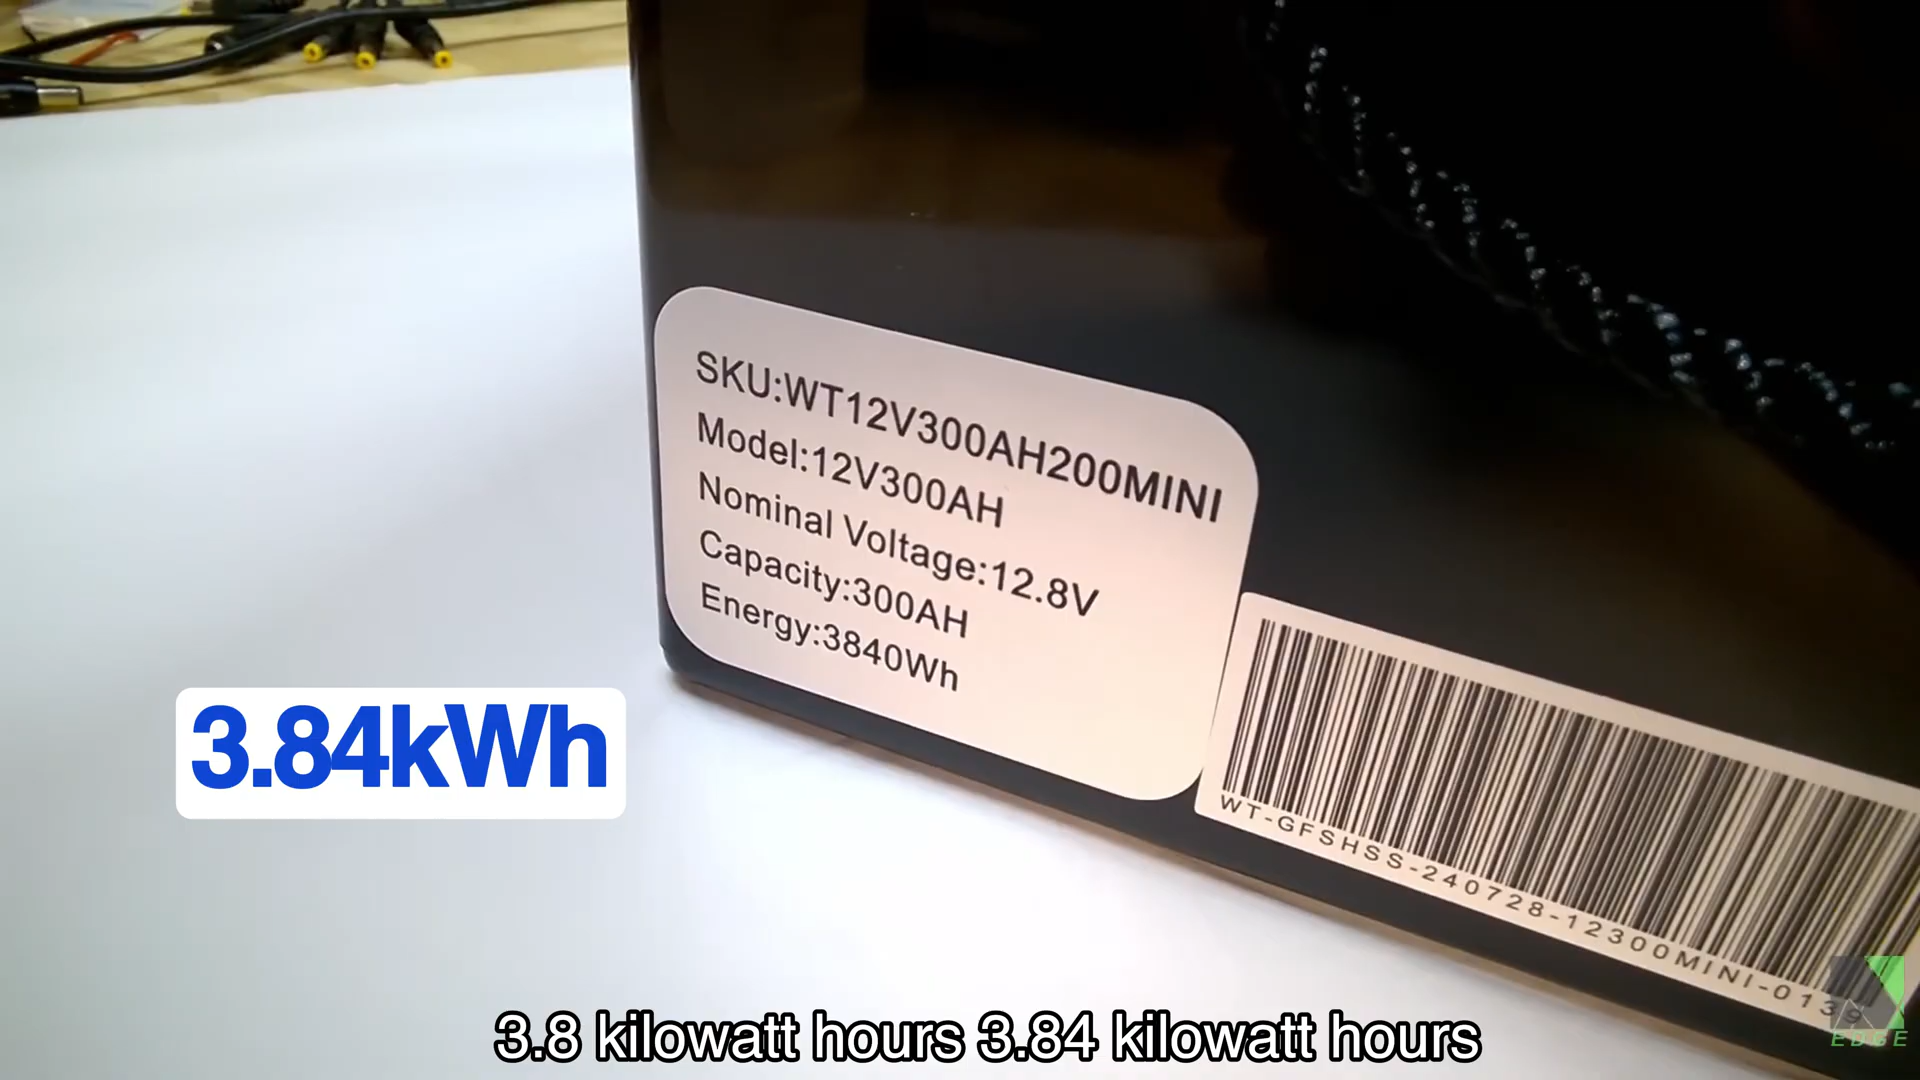 SKU:WT12V300AH200MINI
Model:12V300AH
Nominal Voltage:12.8V
Capacity:300AH
Energy:3840Wh
3.84kWh
WT-GFSHSS-240728-12300MINI-0139
EDGE
3.8 kilowatt hours 3.84 kilowatt hours